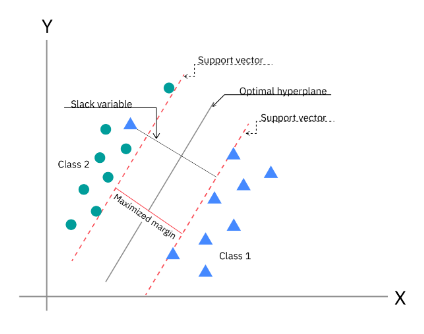 Y
Support vector
Optimal hyperplane
Slack variable
Support vector
Class 2
Maximized margin
Class 1
X